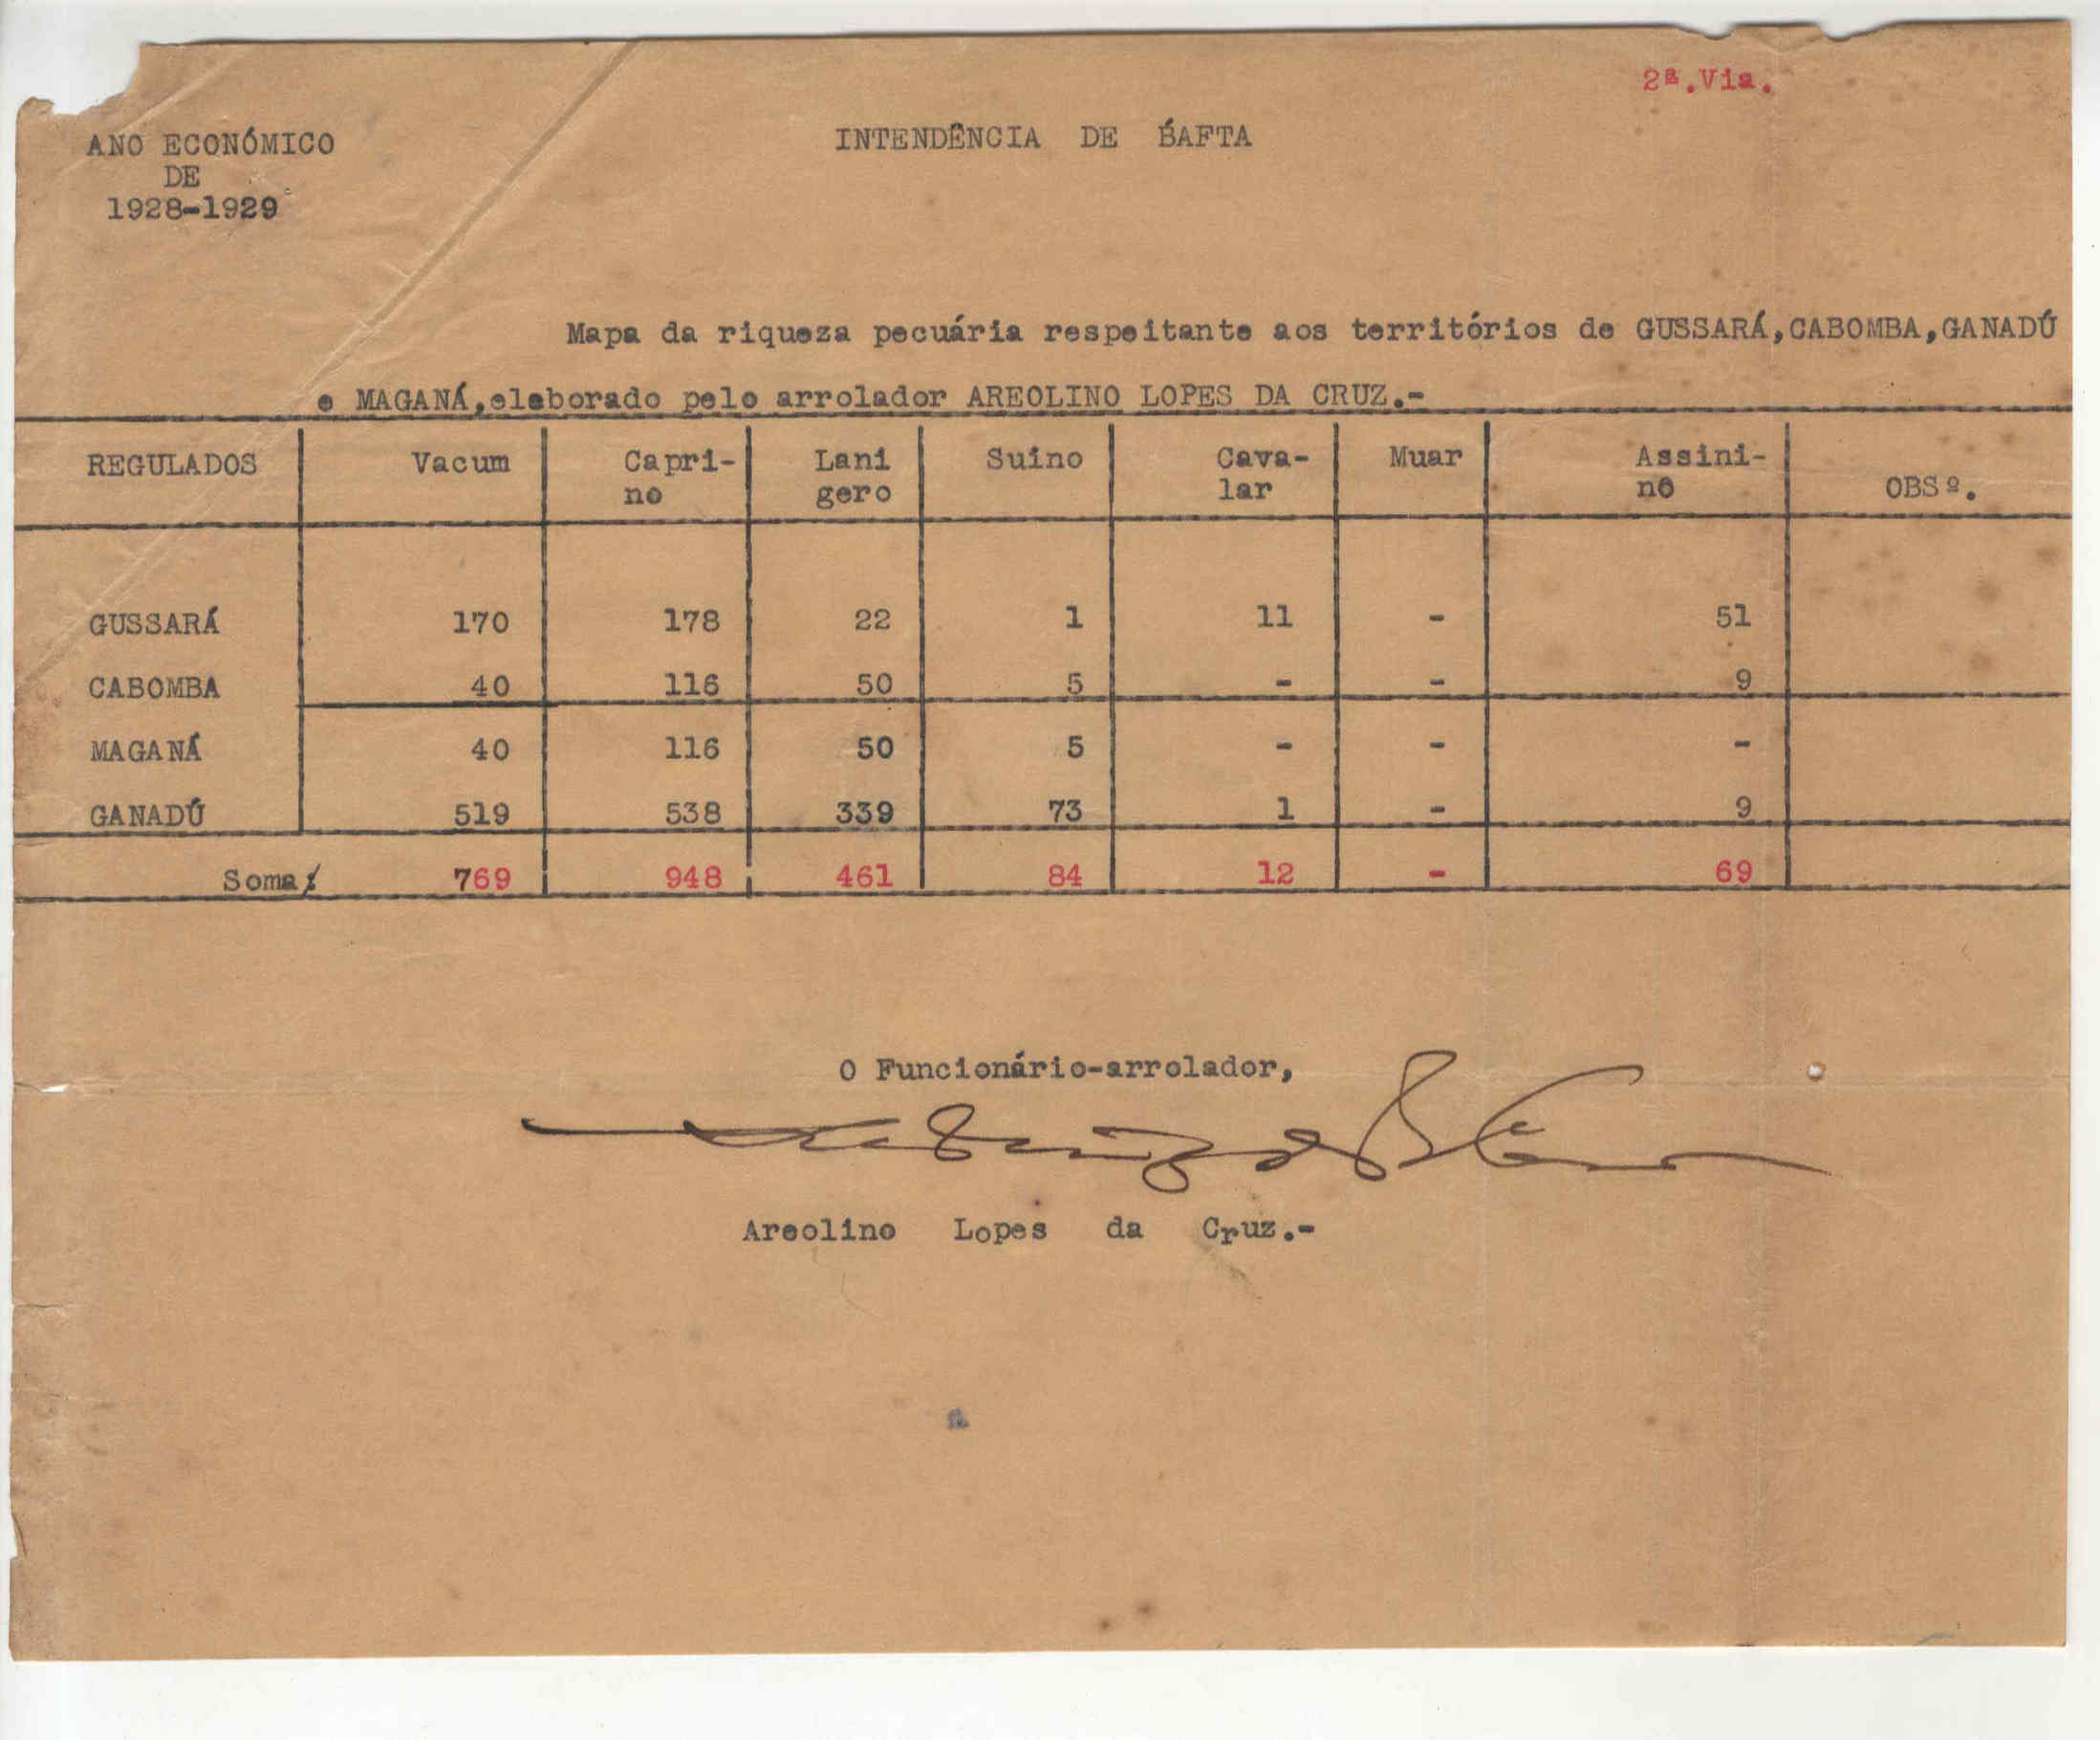 2ª.Via.
ANO ECONÓMICO
DE
1928-1929
INTENDÊNCIA DE BAFTA
Mapa da riqueza pecuária respeitante aos territórios de GUSSARÁ,CABOMBA,GANADÚ
e MAGANÁ,elaborado pelo arrolador AREOLINO LOPES DA CRUZ.-
REGULADOS Vacum Capri- Lani Suino Cava- Muar Assini- OBSº.
no gero lar no
GUSSARÁ 170 178 22 1 11 - 51
CABOMBA 40 116 50 5 - - 9
MAGANÁ 40 116 50 5 - - -
GANADÚ 519 538 339 73 1 - 9
Soma: 769 948 461 84 12 - 69
O Funcionário-arrolador,
Areolino Lopes da Cruz.-